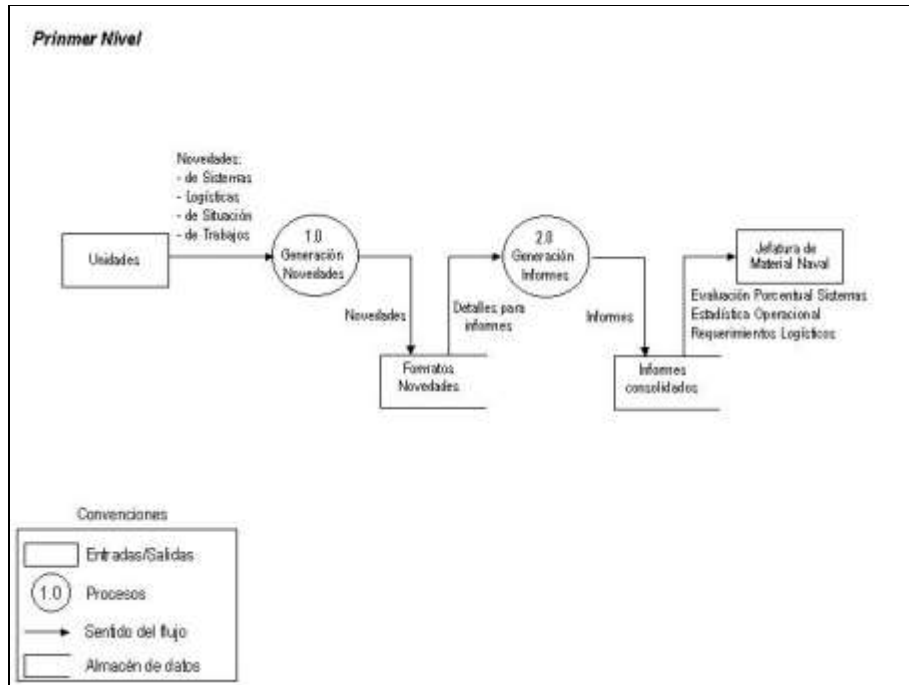 Prinmer Nivel
Novedades:
- de Sistemas
- Logísticas
- de Situación
- de Trabajos
Unidades
1.0
Generación
Novedades
2.0
Generación
Informes
Jefatura de
Material Naval
Evaluación Porcentual Sistemas
Estadística Operacional
Requerimientos Logísticos
Novedades
Detalles para
informes
Informes
Formatos
Novedades
Informes
consolidados
Convenciones
Entradas/Salidas
1.0
Procesos
Sentido del flujo
Almacén de datos